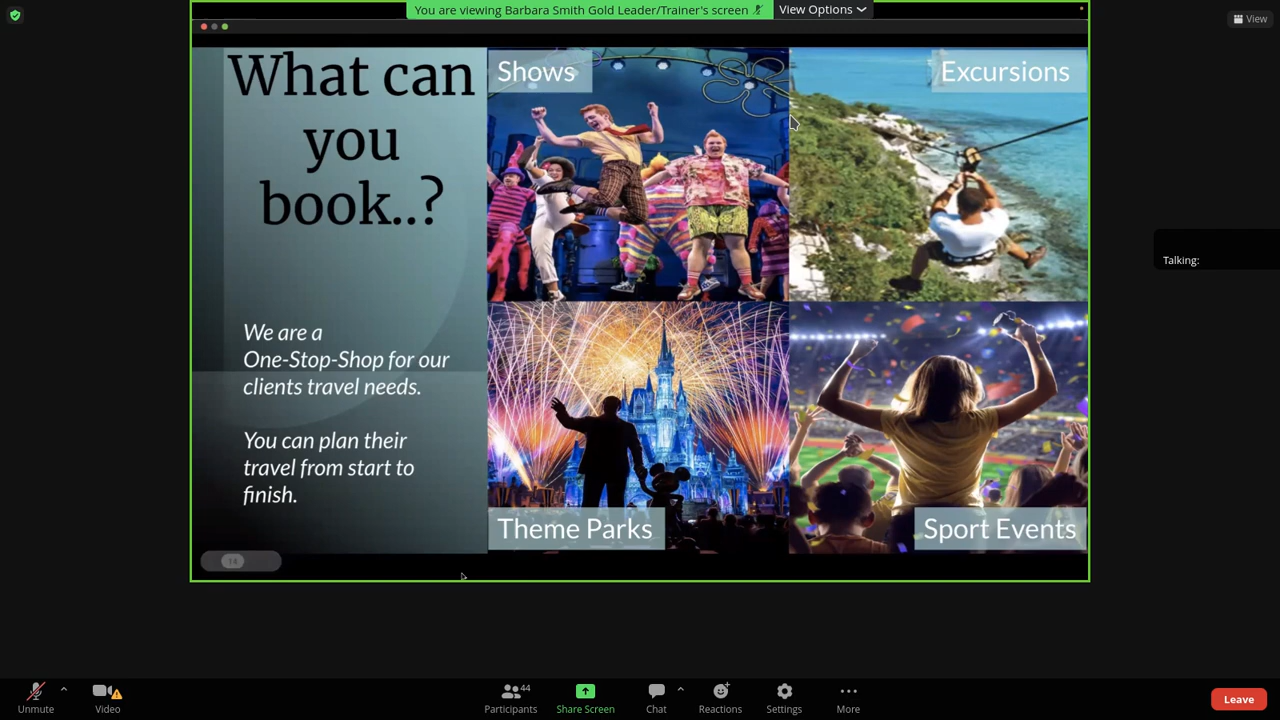 You are viewing Barbara Smith Gold Leader/Trainer's screen
View Options
View
What can
you
book..?
Shows
Excursions
We are a
One-Stop-Shop for our
clients travel needs.
You can plan their
travel from start to
finish.
Theme Parks
Sport Events
Talking:
18
Unmute
Video
Participants
44
Share Screen
Chat
Reactions
Settings
More
Leave